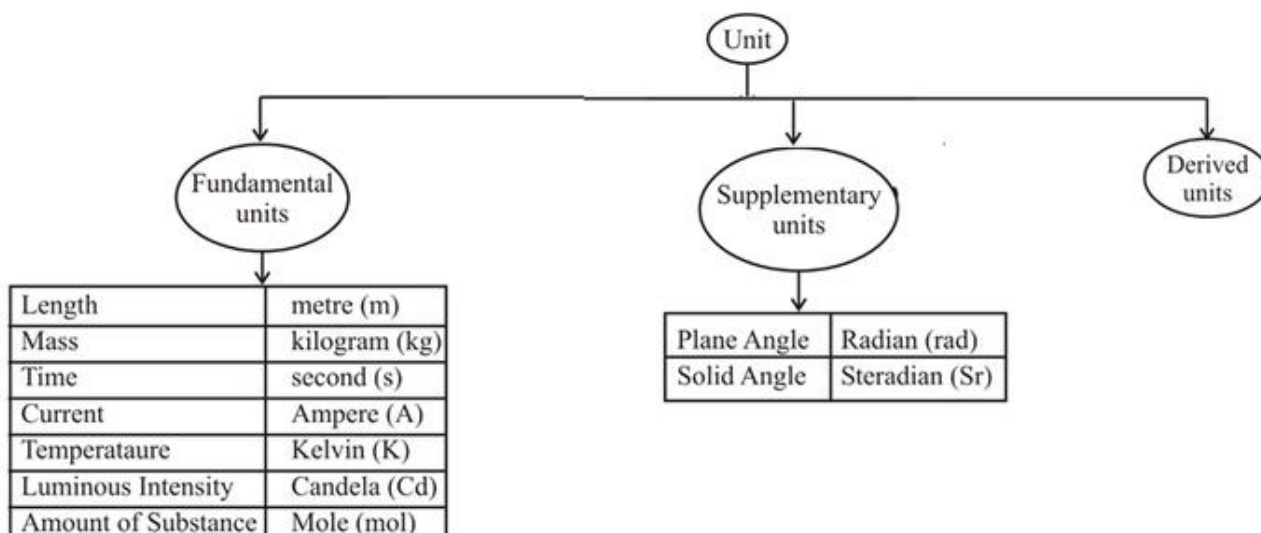 Unit
Fundamental
units
Supplementary
units
Derived
units
Length metre (m)
Mass kilogram (kg)
Time second (s)
Current Ampere (A)
Temperataure Kelvin (K)
Luminous Intensity Candela (Cd)
Amount of Substance Mole (mol)
Plane Angle Radian (rad)
Solid Angle Steradian (Sr)